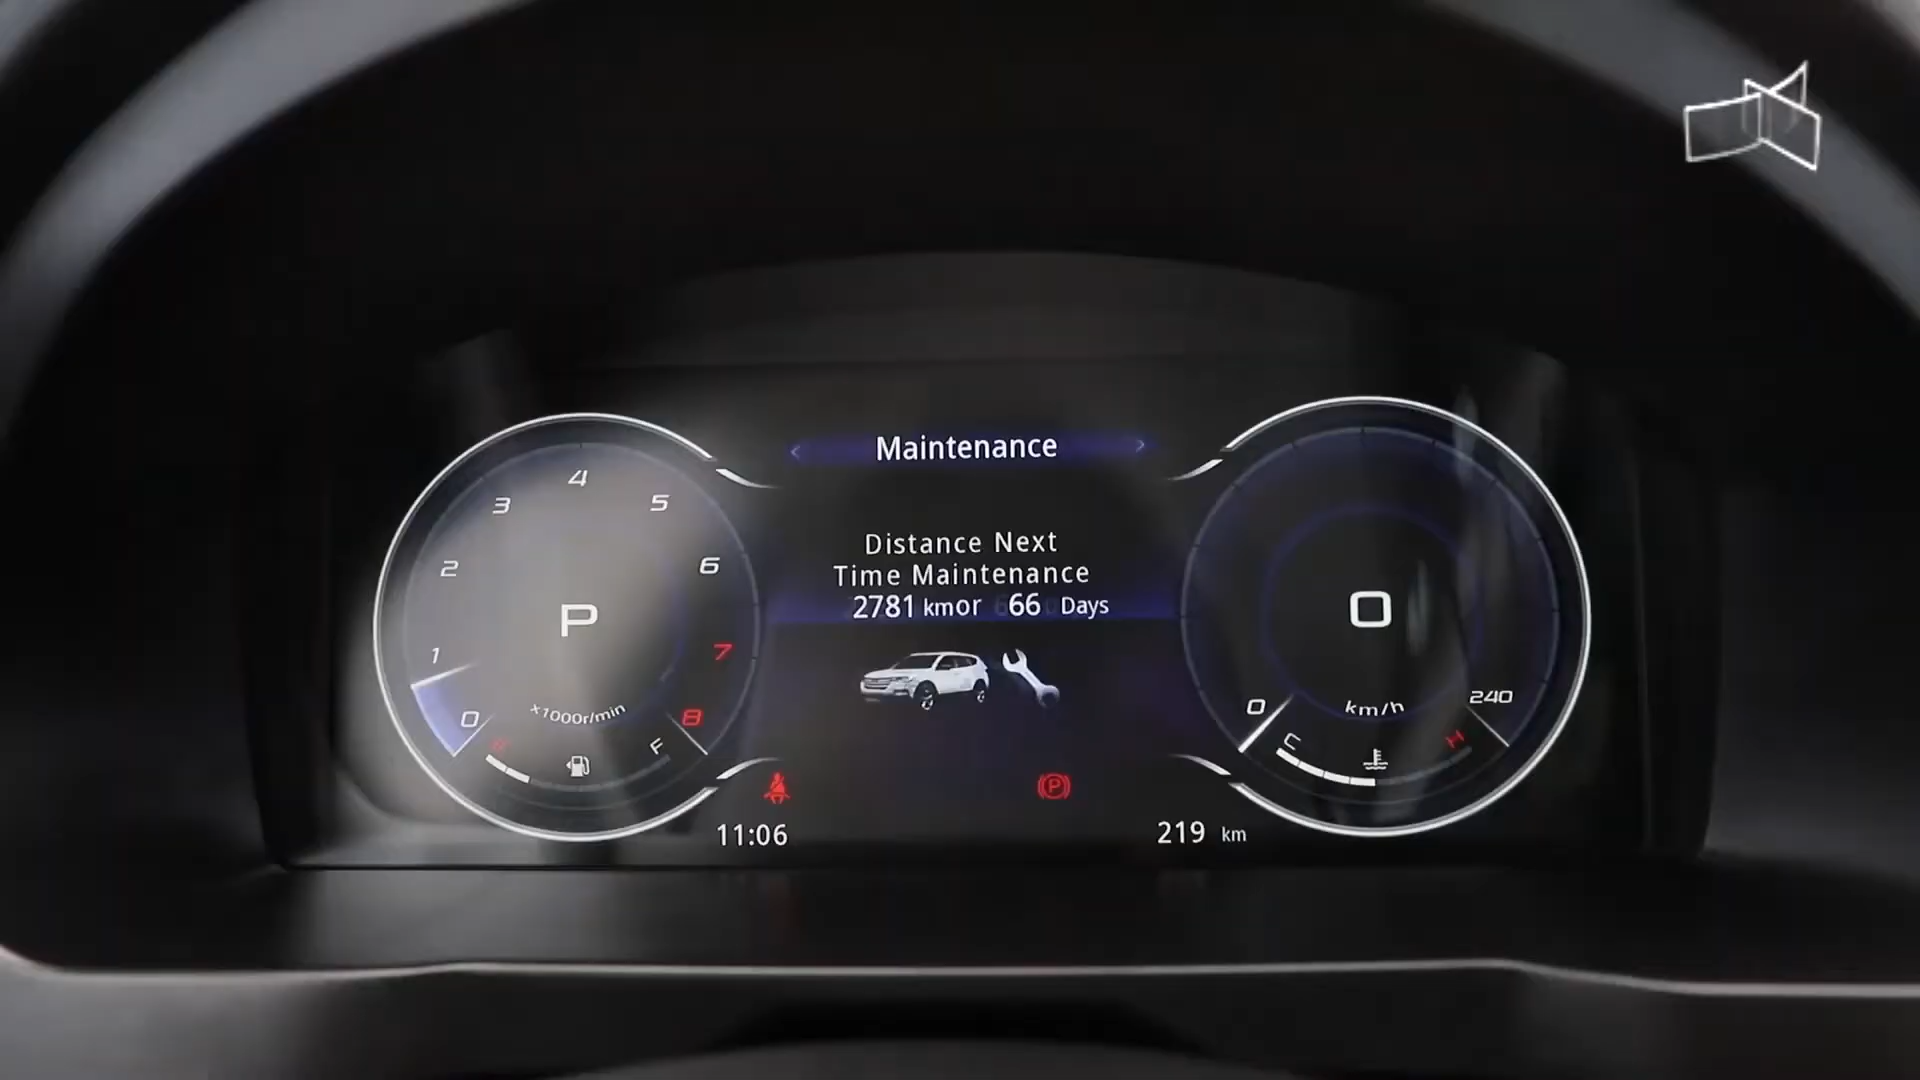 Maintenance
Distance Next
Time Maintenance
2781 km or 66 Days
0
1
2
3
4
5
6
7
8
P
x1000r/min
F
11:06
0
km/h
0
240
C
H
P
219 km